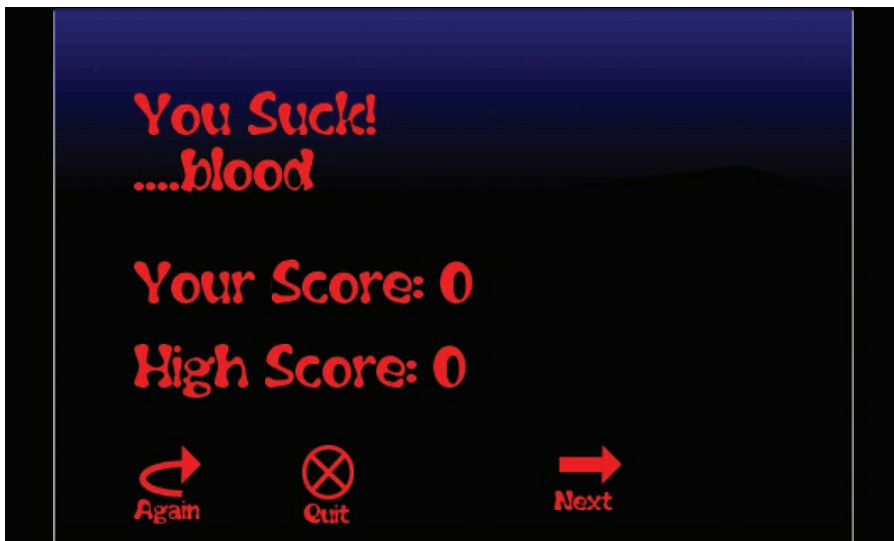 You Suck!
....blood
Your Score: 0
High Score: 0
Again Quit Next